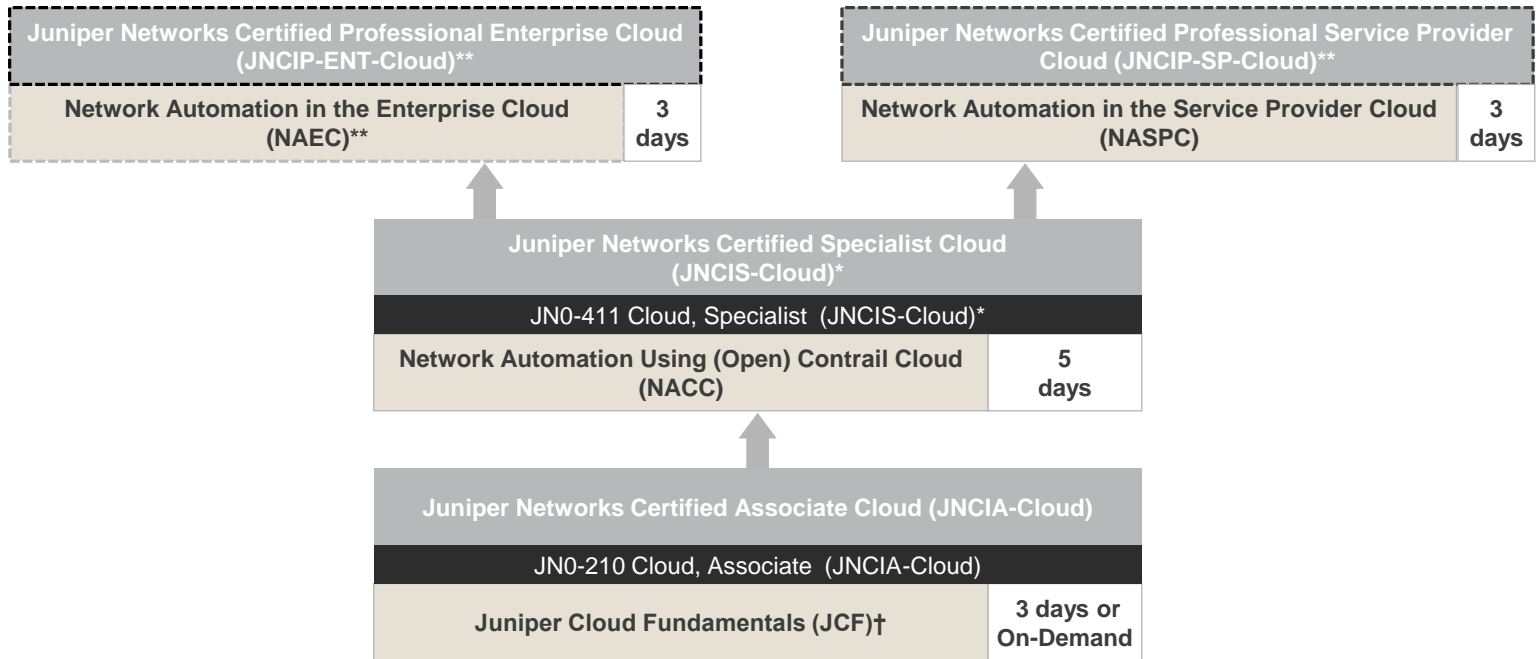 Juniper Networks Certified Professional Enterprise Cloud
(JNCIP-ENT-Cloud)**
Network Automation in the Enterprise Cloud
(NAEC)**
3
days
Juniper Networks Certified Professional Service Provider
Cloud (JNCIP-SP-Cloud)**
Network Automation in the Service Provider Cloud
(NASPC)
3
days
Juniper Networks Certified Specialist Cloud
(JNCIS-Cloud)*
JN0-411 Cloud, Specialist (JNCIS-Cloud)*
Network Automation Using (Open) Contrail Cloud
(NACC)
5
days
Juniper Networks Certified Associate Cloud (JNCIA-Cloud)
JN0-210 Cloud, Associate (JNCIA-Cloud)
Juniper Cloud Fundamentals (JCF)†
3 days or
On-Demand